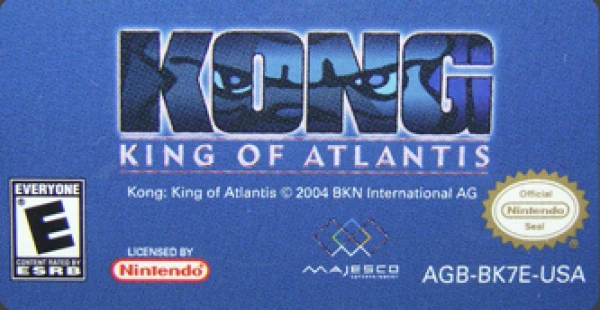 KONG
KING OF ATLANTIS
Kong: King of Atlantis © 2004 BKN International AG
EVERYONE
E
CONTENT RATED BY
ESRB
LICENSED BY
Nintendo
MAJESCO
ENTERTAINMENT
Official
Nintendo
Seal
®
AGB-BK7E-USA